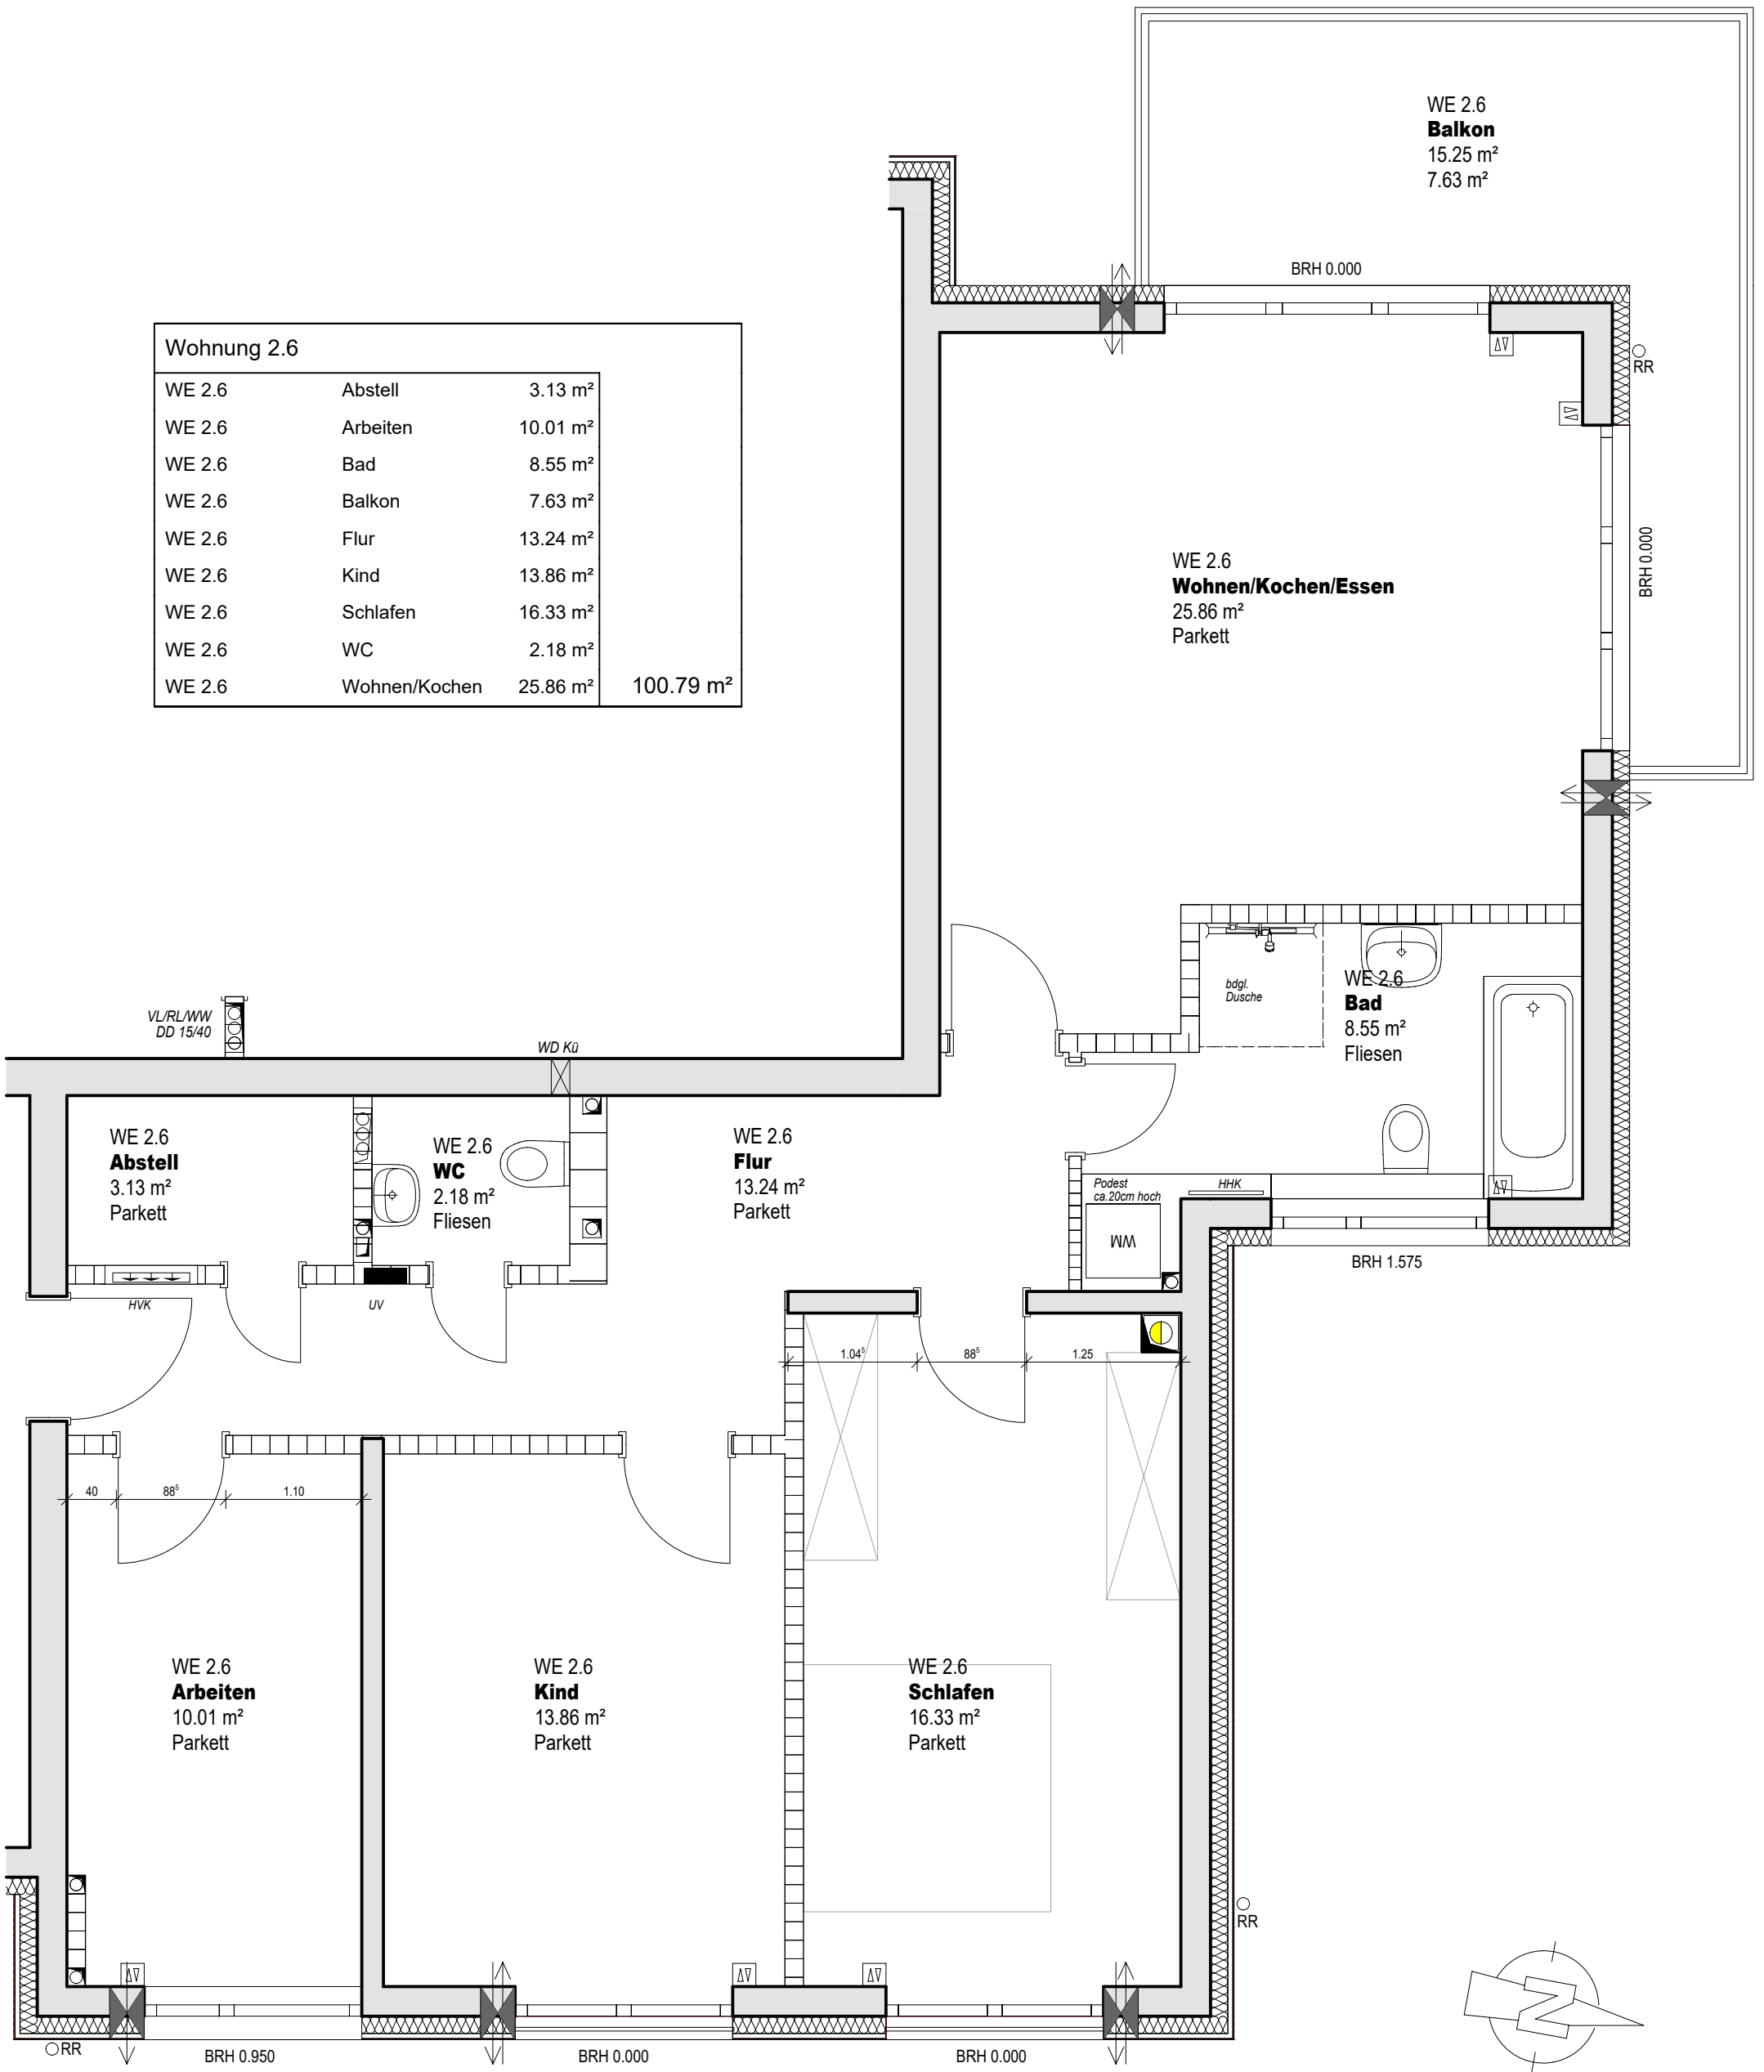 WE 2.6
Balkon
15.25 m²
7.63 m²
BRH 0.000
RR
BRH 0.000
Wohnung 2.6
WE 2.6 Abstell 3.13 m²
WE 2.6 Arbeiten 10.01 m²
WE 2.6 Bad 8.55 m²
WE 2.6 Balkon 7.63 m²
WE 2.6 Flur 13.24 m²
WE 2.6 Kind 13.86 m²
WE 2.6 Schlafen 16.33 m²
WE 2.6 WC 2.18 m²
WE 2.6 Wohnen/Kochen 25.86 m² 100.79 m²
WE 2.6
Wohnen/Kochen/Essen
25.86 m²
Parkett
VL/RL/WW
DD 15/40
WD Kü
bdgl.
Dusche
WE 2.6
Bad
8.55 m²
Fliesen
WE 2.6
Abstell
3.13 m²
Parkett
WE 2.6
WC
2.18 m²
Fliesen
WE 2.6
Flur
13.24 m²
Parkett
Podest
ca.20cm hoch
HHK
WM
BRH 1.575
HVK
UV
1.04⁵
88⁵
1.25
40
88⁵
1.10
WE 2.6
Arbeiten
10.01 m²
Parkett
WE 2.6
Kind
13.86 m²
Parkett
WE 2.6
Schlafen
16.33 m²
Parkett
RR
RR
BRH 0.950
BRH 0.000
BRH 0.000
N